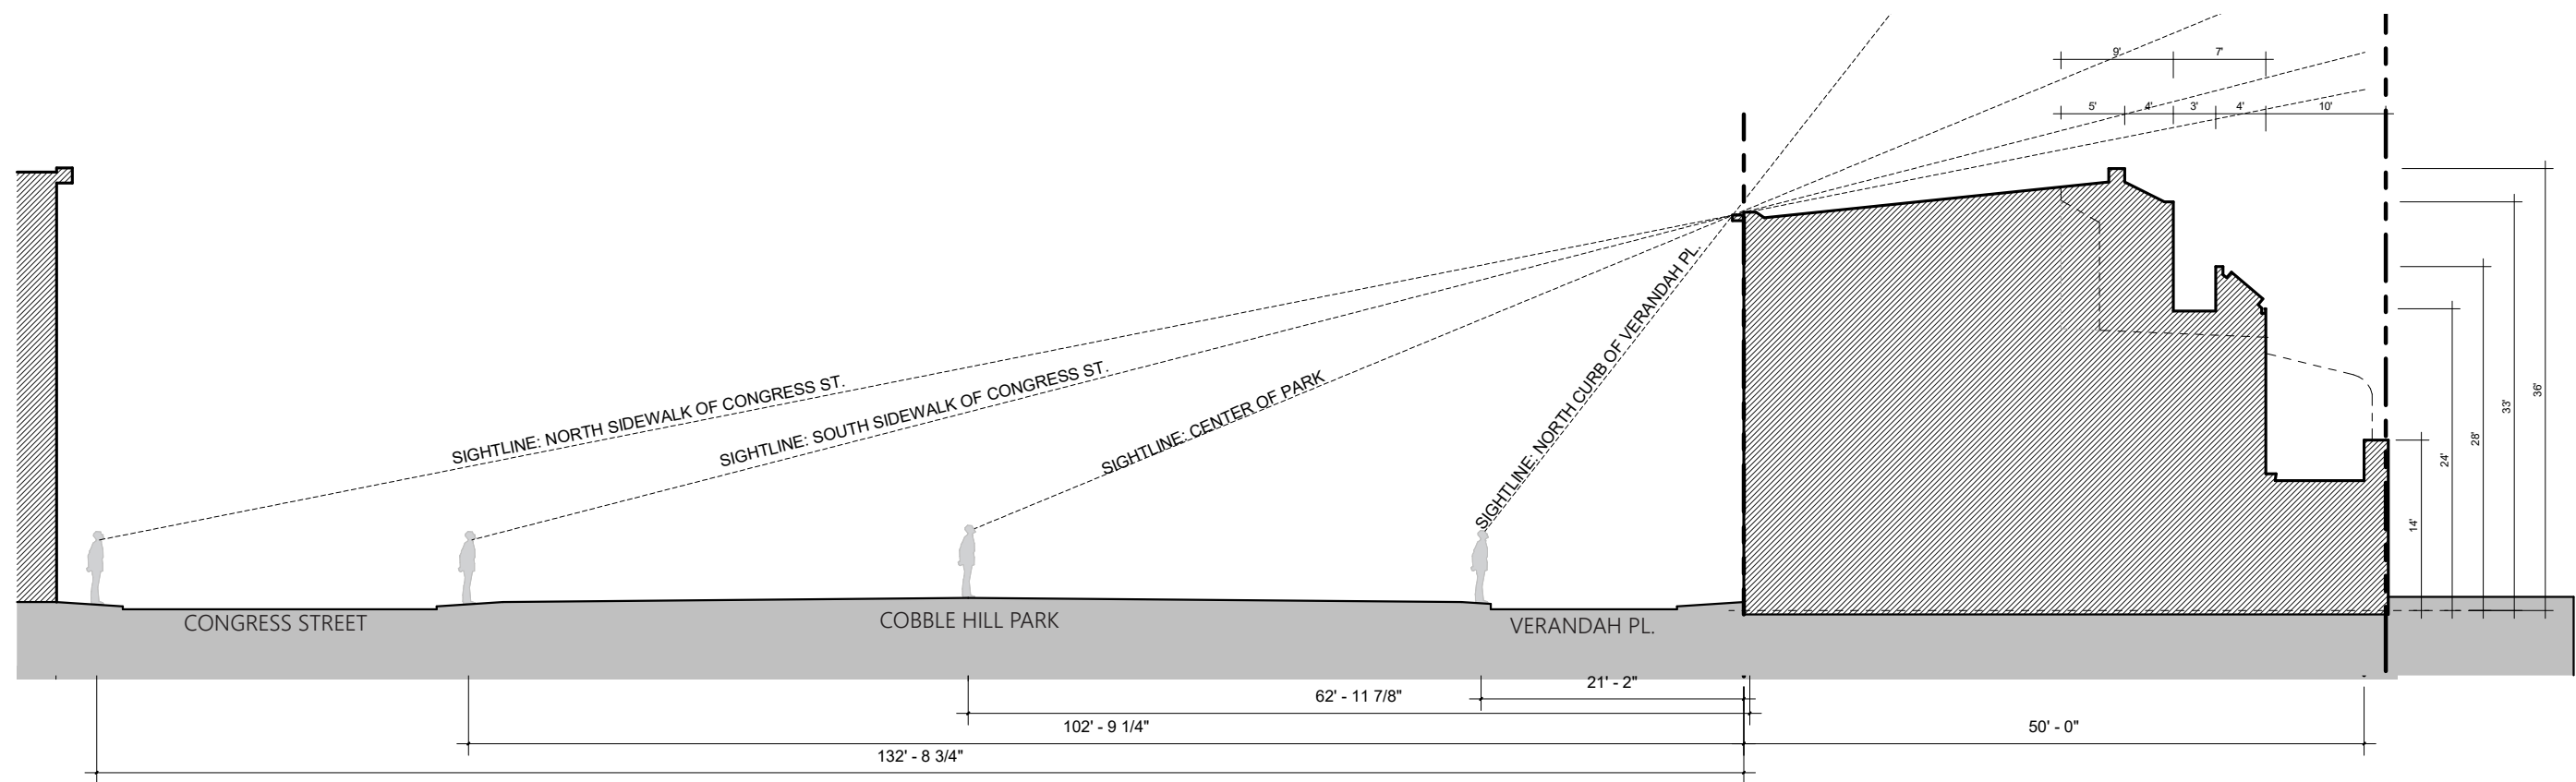 9'
7'
5'
4'
3'
4'
10'
SIGHTLINE: NORTH SIDEWALK OF CONGRESS ST.
SIGHTLINE: SOUTH SIDEWALK OF CONGRESS ST.
SIGHTLINE: CENTER OF PARK
SIGHTLINE: NORTH CURB OF VERANDAH PL.
14'
24'
28'
33'
36'
CONGRESS STREET
COBBLE HILL PARK
VERANDAH PL.
21' - 2"
62' - 11 7/8"
102' - 9 1/4"
50' - 0"
132' - 8 3/4"